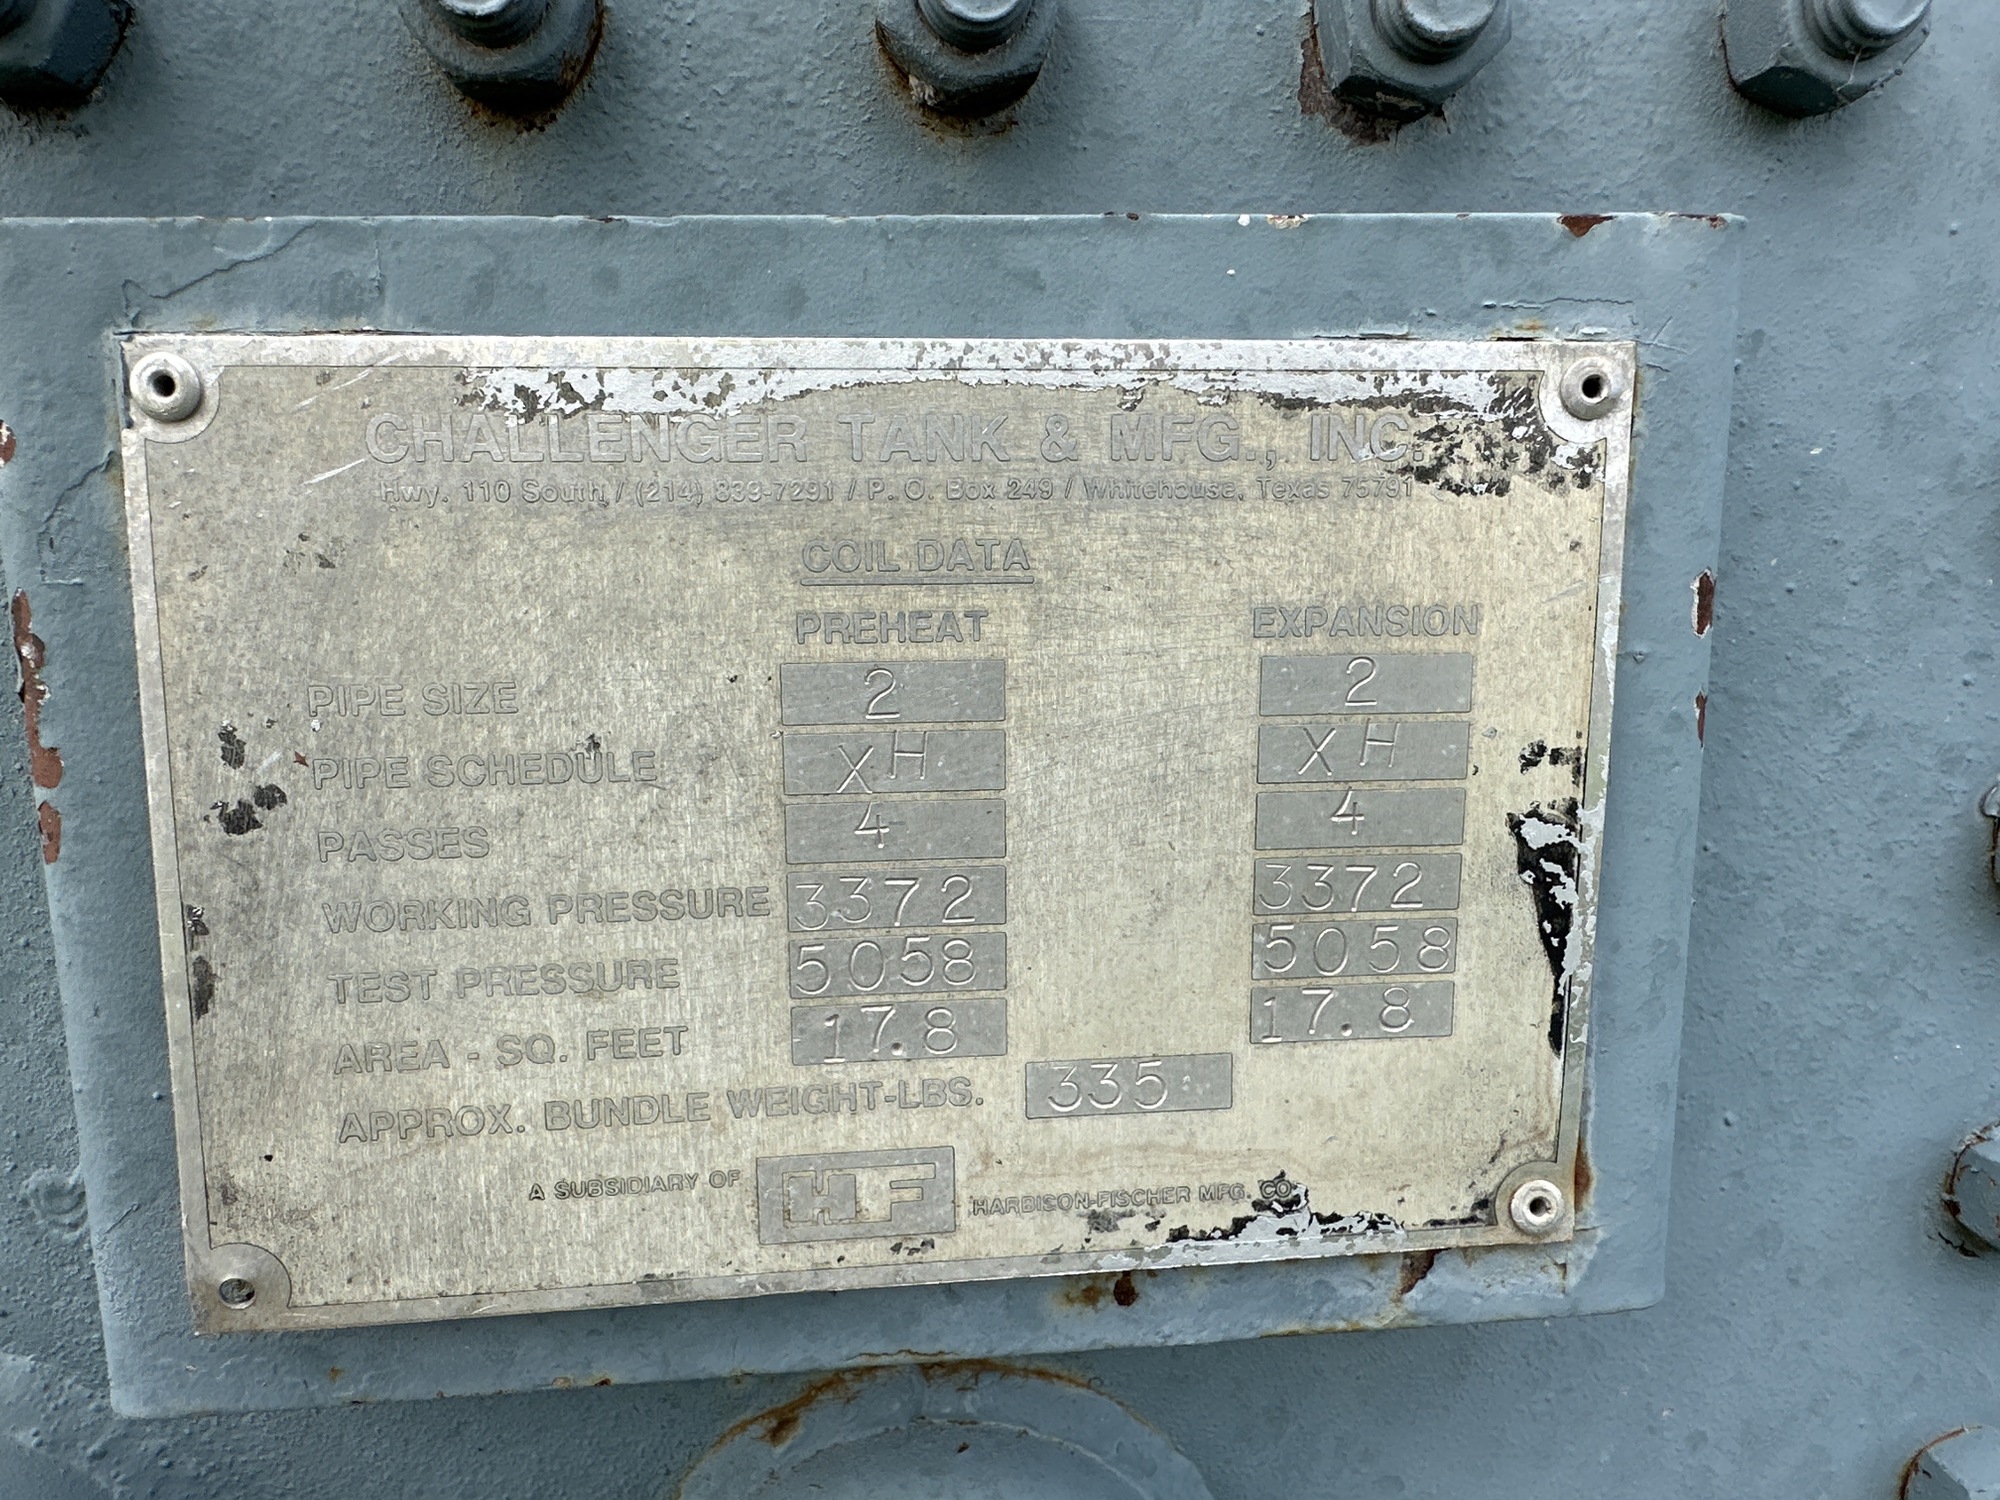 CHALLENGER TANK & MFG., INC.
Hwy. 110 South / (214) 839-7291 / P. O. Box 249 / Whitehouse, Texas 75791
COIL DATA
PREHEAT EXPANSION
PIPE SIZE 2 2
PIPE SCHEDULE XH XH
PASSES 4 4
WORKING PRESSURE 3372 3372
TEST PRESSURE 5058 5058
AREA - SQ. FEET 17.8 17.8
APPROX. BUNDLE WEIGHT-LBS. 335
A SUBSIDIARY OF HF HARBISON-FISCHER MFG. CO.